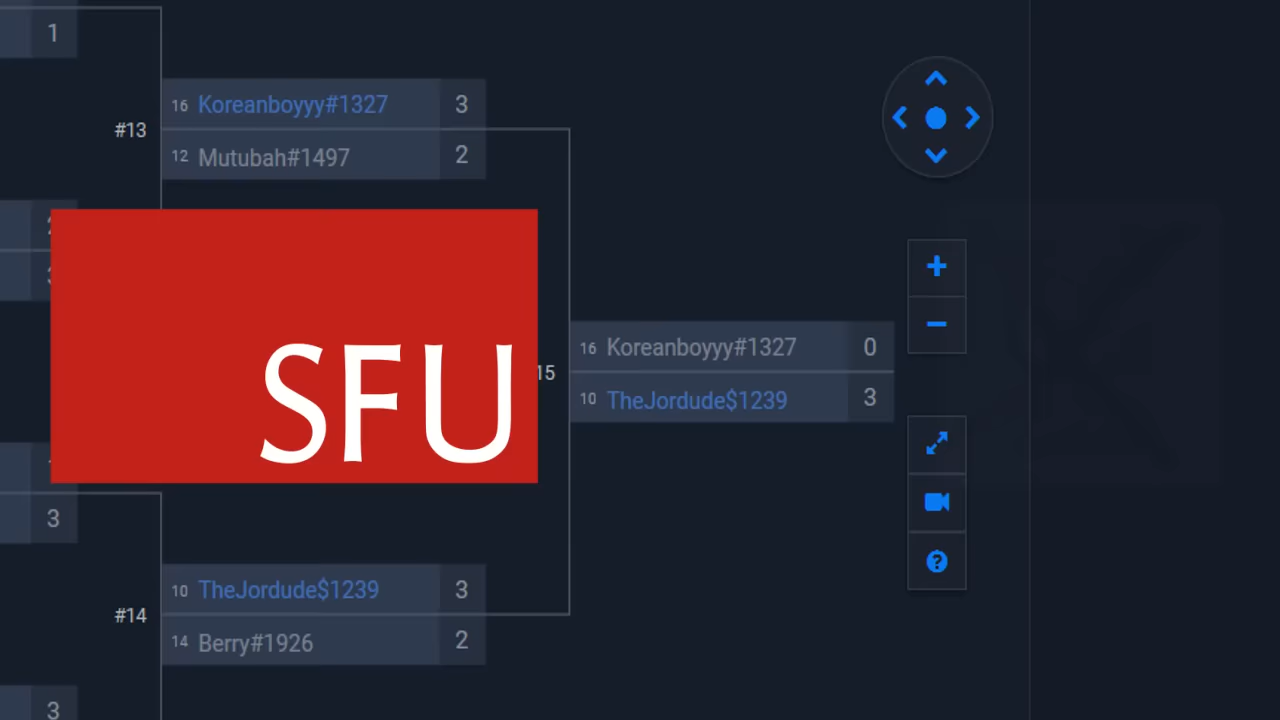 1
16 Koreanboyyy#1327 3
#13
12 Mutubah#1497 2
SFU
16 Koreanboyyy#1327 0
15
10 TheJordude$1239 3
3
10 TheJordude$1239 3
#14
14 Berry#1926 2
3